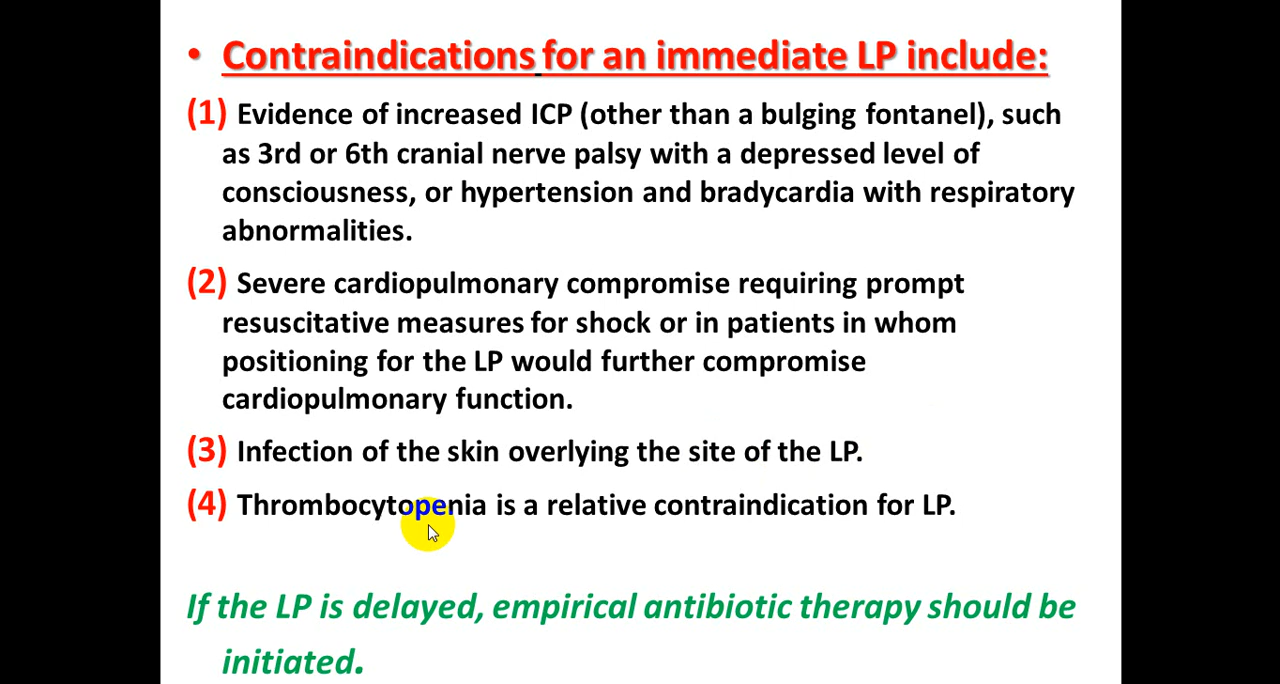 • Contraindications for an immediate LP include:
(1) Evidence of increased ICP (other than a bulging fontanel), such
as 3rd or 6th cranial nerve palsy with a depressed level of
consciousness, or hypertension and bradycardia with respiratory
abnormalities.
(2) Severe cardiopulmonary compromise requiring prompt
resuscitative measures for shock or in patients in whom
positioning for the LP would further compromise
cardiopulmonary function.
(3) Infection of the skin overlying the site of the LP.
(4) Thrombocytopenia is a relative contraindication for LP.
If the LP is delayed, empirical antibiotic therapy should be
initiated.